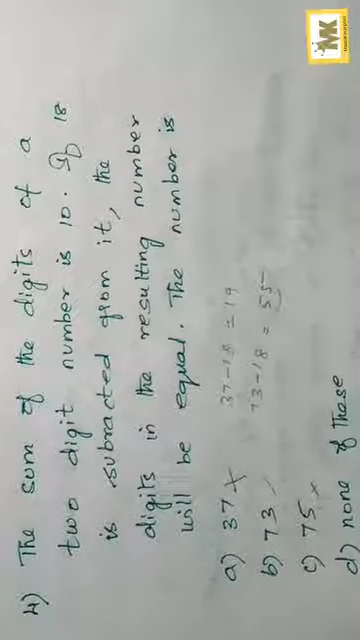 4) The sum of the digits of a
two digit number is 10. If 18
is subracted from it, the
digits in the resulting number
will be equal. The number is
a) 37 × 37-18 = 19
b) 73 73-18 = 55
c) 75 ×
d) none of these
MK